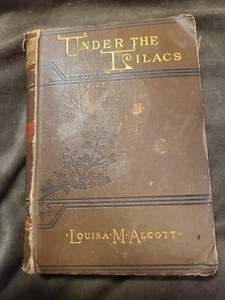 UNDER THE
LILACS
·LOUISA·M·ALCOTT·